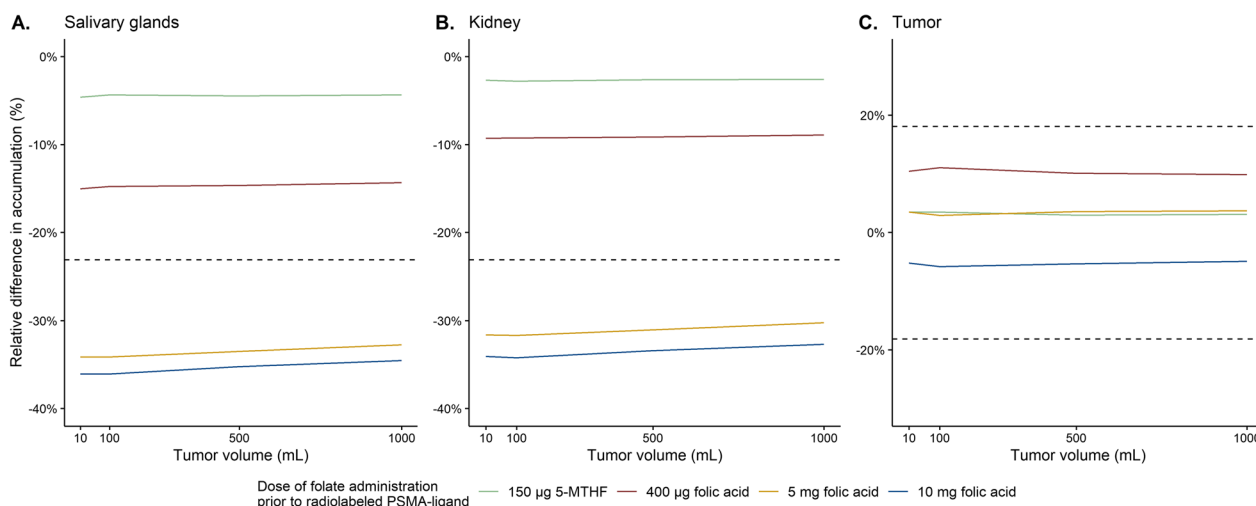 A. Salivary glands
B. Kidney
C. Tumor
Relative difference in accumulation (%)
0%
-10%
-20%
-30%
-40%
10 100 500 1000
Tumor volume (mL)
0%
-10%
-20%
-30%
-40%
10 100 500 1000
Tumor volume (mL)
20%
0%
-20%
10 100 500 1000
Tumor volume (mL)
Dose of folate administration
prior to radiolabeled PSMA-ligand
150 µg 5-MTHF
400 µg folic acid
5 mg folic acid
10 mg folic acid